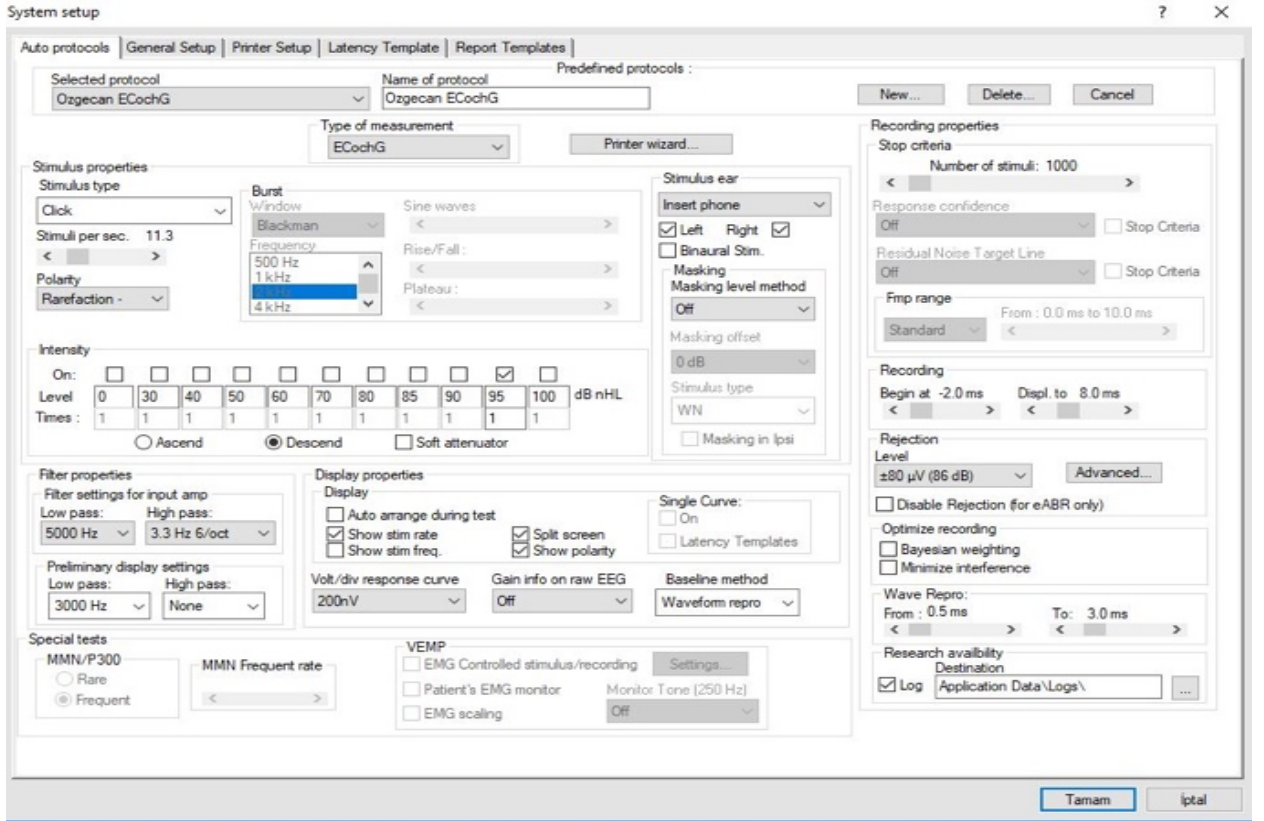 System setup ? ×
Auto protocols General Setup Printer Setup Latency Template Report Templates
Predefined protocols :
Selected protocol Name of protocol
Ozgecan ECochG Ozgecan ECochG New... Delete... Cancel
Type of measurement
ECochG Printer wizard...
Stimulus properties
Stimulus type
Click
Stimuli per sec. 11.3
Polarity
Rarefaction -
Burst
Window
Blackman
Frequency
500 Hz
1 kHz
2 kHz
4 kHz
Sine waves
Rise/Fall :
Plateau :
Intensity
On:
Level 0 30 40 50 60 70 80 85 90 95 100 dB nHL
Times : 1 1 1 1 1 1 1 1 1 1 1
Ascend Descend Soft attenuator
Stimulus ear
Insert phone
Left Right
Binaural Stim.
Masking
Masking level method
Off
Masking offset
0 dB
Stimulus type
WN
Masking in Ipsi
Recording properties
Stop criteria
Number of stimuli: 1000
Response confidence
Off Stop Criteria
Residual Noise Target Line
Off Stop Criteria
Fmp range
From : 0.0 ms to 10.0 ms
Standard
Recording
Begin at -2.0 ms Displ. to 8.0 ms
Rejection
Level
±80 µV (86 dB) Advanced...
Disable Rejection (for eABR only)
Optimize recording
Bayesian weighting
Minimize interference
Wave Repro:
From : 0.5 ms To: 3.0 ms
Research availbility
Destination
Log Application Data\Logs\ ...
Filter properties
Filter settings for input amp
Low pass: High pass:
5000 Hz 3.3 Hz 6/oct
Preliminary display settings
Low pass: High pass:
3000 Hz None
Display properties
Display
Auto arrange during test
Show stim rate Split screen
Show stim freq. Show polarity
Single Curve:
On
Latency Templates
Volt/div response curve Gain info on raw EEG Baseline method
200nV Off Waveform repro
Special tests
MMN/P300
Rare
Frequent
MMN Frequent rate
VEMP
EMG Controlled stimulus/recording Settings...
Patient's EMG monitor Monitor Tone (250 Hz)
EMG scaling Off
Tamam İptal